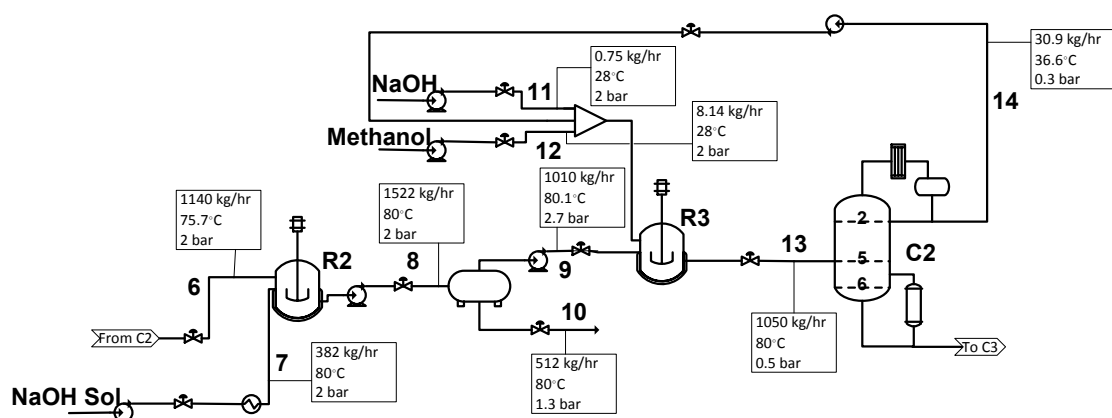 30.9 kg/hr
36.6°C
0.3 bar
14
0.75 kg/hr
28°C
2 bar
NaOH
11
8.14 kg/hr
28°C
2 bar
Methanol
12
1010 kg/hr
80.1°C
2.7 bar
1522 kg/hr
80°C
2 bar
1140 kg/hr
75.7°C
2 bar
R3
2
R2
8
9
13
5
C2
6
6
10
From C2
1050 kg/hr
80°C
0.5 bar
To C3
7
382 kg/hr
80°C
2 bar
512 kg/hr
80°C
1.3 bar
NaOH Sol